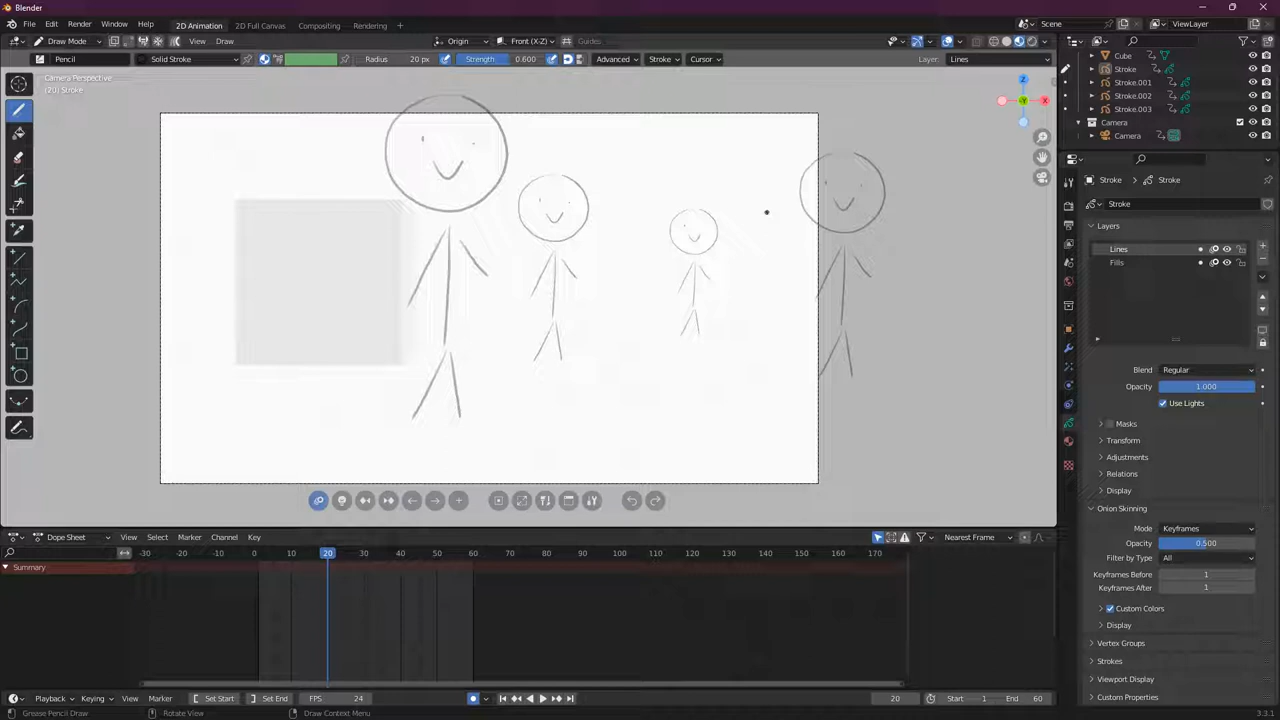 Blender
File Edit Render Window Help 2D Animation 2D Full Canvas Compositing Rendering + Scene ViewLayer
Draw Mode View Draw Origin Front (X-Z) Guides
Pencil Solid Stroke Radius 20 px Strength 0.600 Advanced Stroke Cursor Layer: Lines
Camera Perspective
(20) Stroke
Z
Y
X
Cube
Stroke
Stroke.001
Stroke.002
Stroke.003
Camera
Camera
Stroke Stroke
Stroke
Layers
Lines
Fills
Blend Regular
Opacity 1.000
Use Lights
Masks
Transform
Adjustments
Relations
Display
Onion Skinning
Mode Keyframes
Opacity 0.500
Filter by Type All
Keyframes Before 1
Keyframes After 1
Custom Colors
Display
Vertex Groups
Strokes
Viewport Display
Custom Properties
Dope Sheet View Select Marker Channel Key Nearest Frame
-30 -20 -10 0 10 20 30 40 50 60 70 80 90 100 110 120 130 140 150 160 170
Summary
Playback Keying View Marker Set Start Set End FPS 24 20 Start 1 End 60
Grease Pencil Draw Rotate View Draw Context Menu 3.3.1